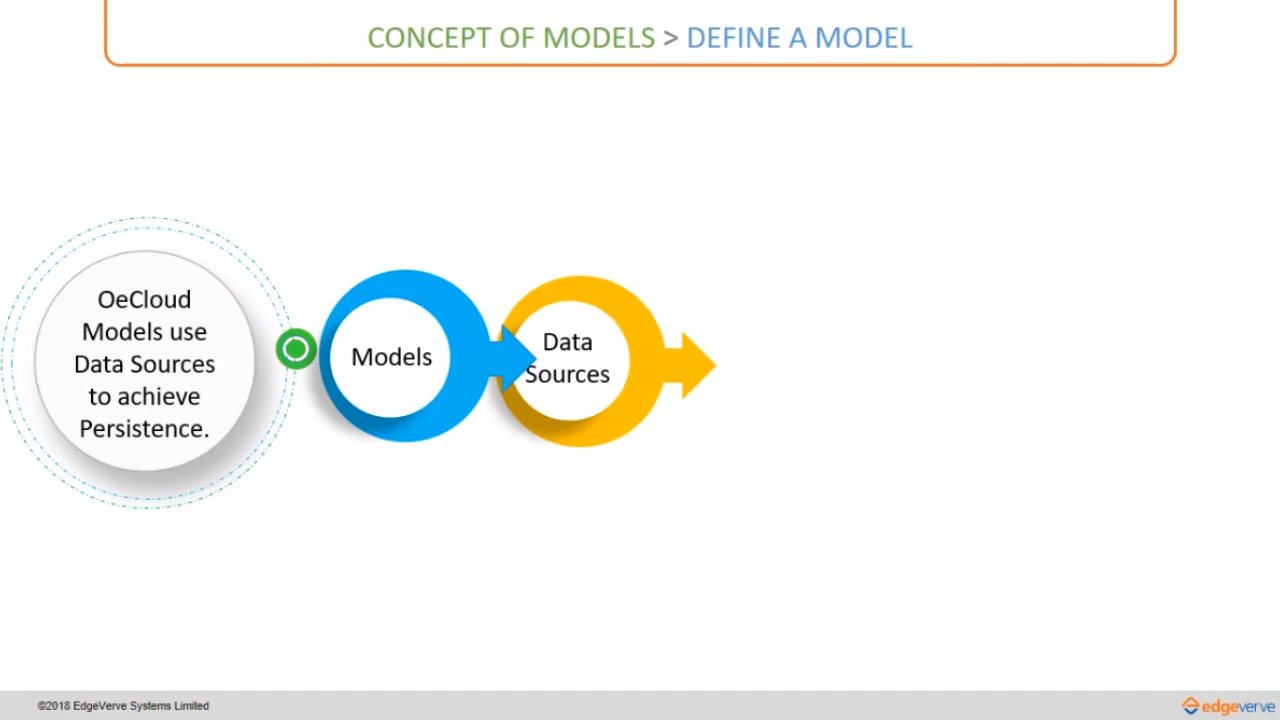 CONCEPT OF MODELS > DEFINE A MODEL
OeCloud
Models use
Data Sources
to achieve
Persistence.
Models
Data
Sources
©2018 EdgeVerve Systems Limited
edgeverve